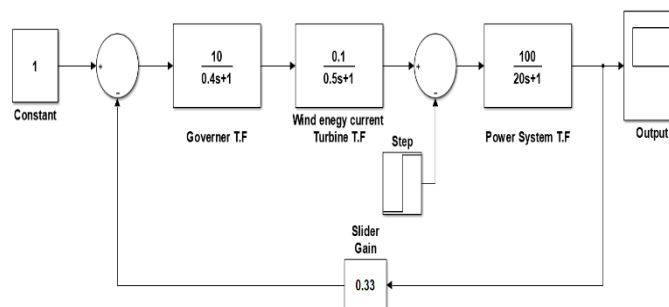 1
Constant
+
−
10
0.4s+1
Governer T.F
0.1
0.5s+1
Wind enegy current
Turbine T.F
+
−
Step
100
20s+1
Power System T.F
Output
Slider
Gain
0.33